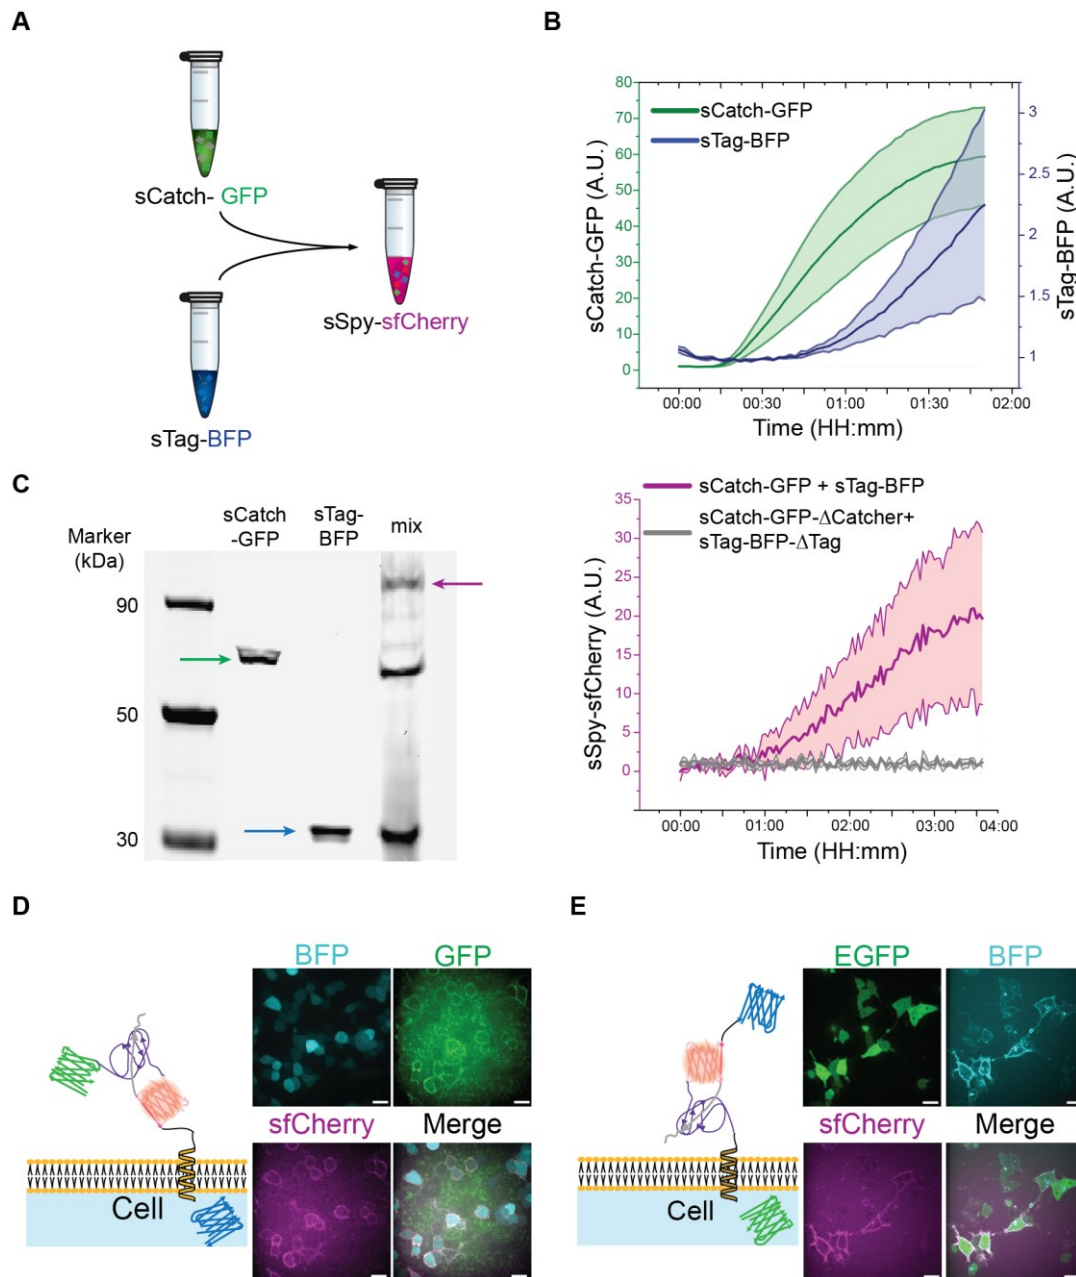 A
sCatch- GFP
sTag-BFP
sSpy-sfCherry
B
sCatch-GFP
sTag-BFP
sCatch-GFP (A.U.)
80
70
60
50
40
30
20
10
0
sTag-BFP (A.U.)
3
2.5
2
1.5
1
00:00 00:30 01:00 01:30 02:00
Time (HH:mm)
sCatch-GFP + sTag-BFP
sCatch-GFP-ΔCatcher+
sTag-BFP-ΔTag
sSpy-sfCherry (A.U.)
35
30
25
20
15
10
5
0
00:00 01:00 02:00 03:00 04:00
Time (HH:mm)
C
Marker
(kDa)
sCatch
-GFP
sTag-
BFP
mix
90
50
30
D
BFP GFP
sfCherry Merge
Cell
E
EGFP BFP
sfCherry Merge
Cell